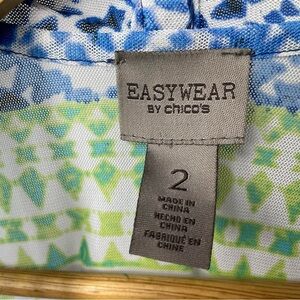 EASYWEAR
BY chico's
2
MADE IN
CHINA
HECHO EN
CHINA
FABRIQUÉ EN
CHINE